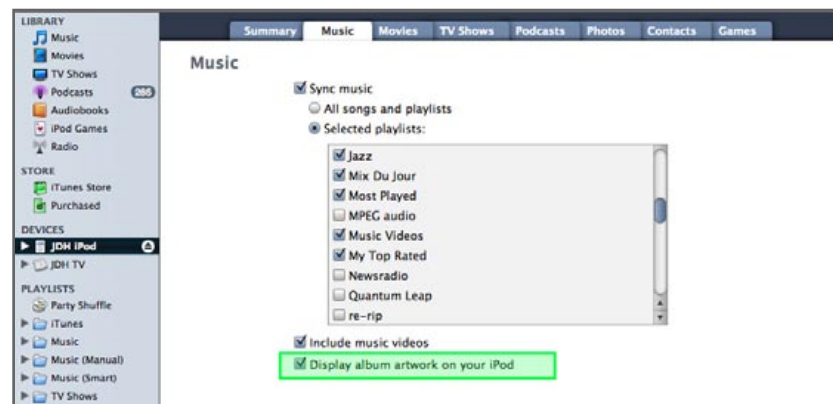 LIBRARY
Music
Movies
TV Shows
Podcasts 286
Audiobooks
iPod Games
Radio
STORE
iTunes Store
Purchased
DEVICES
JDH iPod
JDH TV
PLAYLISTS
Party Shuffle
iTunes
Music
Music (Manual)
Music (Smart)
TV Shows
Summary Music Movies TV Shows Podcasts Photos Contacts Games
Music
Sync music
All songs and playlists
Selected playlists:
Jazz
Mix Du Jour
Most Played
MPEG audio
Music Videos
My Top Rated
Newsradio
Quantum Leap
re-rip
Include music videos
Display album artwork on your iPod